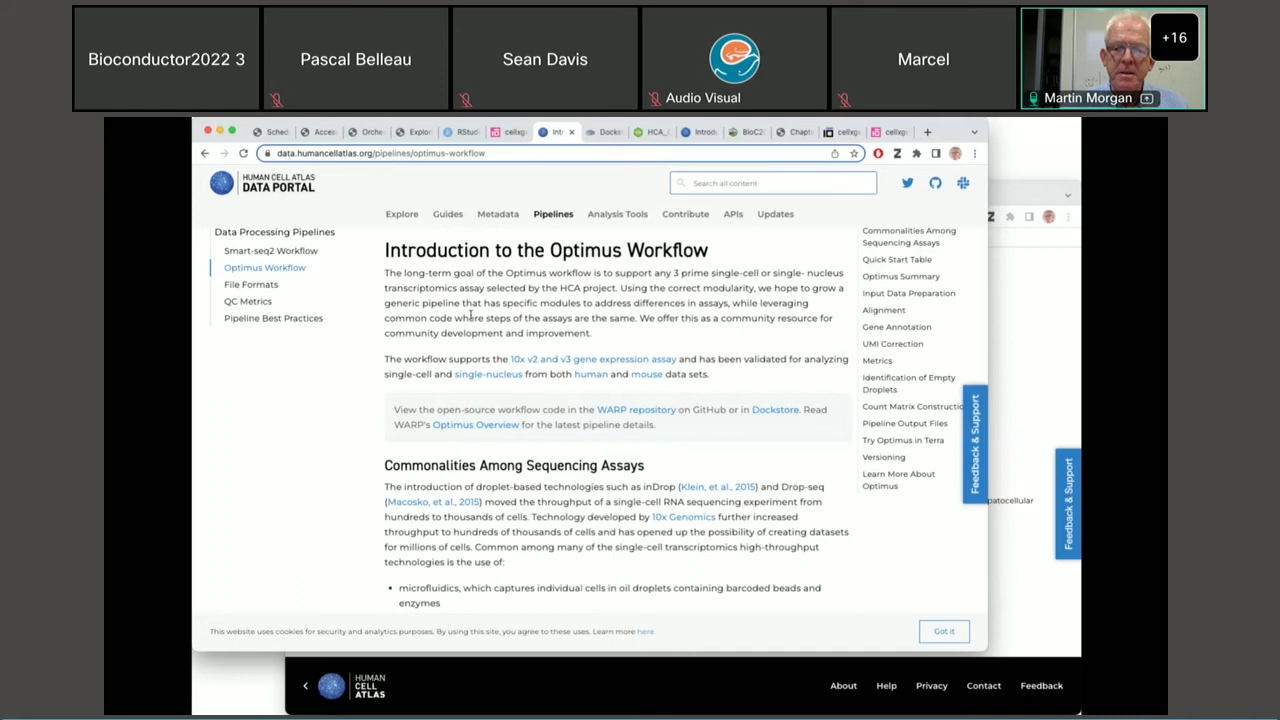 Bioconductor2022 3
Pascal Belleau
Sean Davis
Audio Visual
Marcel
+16
Martin Morgan
Sched
Acces
Orche
Explo
RStud
cellxg
Int
Docks
HCA_
Introd
BioC2
Chapt
cellxg
cellxg
data.humancellatlas.org/pipelines/optimus-workflow
HUMAN CELL ATLAS
DATA PORTAL
Search all content
Explore Guides Metadata Pipelines Analysis Tools Contribute APIs Updates
Data Processing Pipelines
Smart-seq2 Workflow
Optimus Workflow
File Formats
QC Metrics
Pipeline Best Practices
Introduction to the Optimus Workflow
The long-term goal of the Optimus workflow is to support any 3 prime single-cell or single- nucleus
transcriptomics assay selected by the HCA project. Using the correct modularity, we hope to grow a
generic pipeline that has specific modules to address differences in assays, while leveraging
common code where steps of the assays are the same. We offer this as a community resource for
community development and improvement.
The workflow supports the 10x v2 and v3 gene expression assay and has been validated for analyzing
single-cell and single-nucleus from both human and mouse data sets.
View the open-source workflow code in the WARP repository on GitHub or in Dockstore. Read
WARP's Optimus Overview for the latest pipeline details.
Commonalities Among Sequencing Assays
The introduction of droplet-based technologies such as inDrop (Klein, et al., 2015) and Drop-seq
(Macosko, et al., 2015) moved the throughput of a single-cell RNA sequencing experiment from
hundreds to thousands of cells. Technology developed by 10x Genomics further increased
throughput to hundreds of thousands of cells and has opened up the possibility of creating datasets
for millions of cells. Common among many of the single-cell transcriptomics high-throughput
technologies is the use of:
• microfluidics, which captures individual cells in oil droplets containing barcoded beads and
enzymes
Commonalities Among
Sequencing Assays
Quick Start Table
Optimus Summary
Input Data Preparation
Alignment
Gene Annotation
UMI Correction
Metrics
Identification of Empty
Droplets
Count Matrix Constructio
Pipeline Output Files
Try Optimus in Terra
Versioning
Learn More About
Optimus
Feedback & Support
patocellular
Feedback & Support
This website uses cookies for security and analytics purposes. By using this site, you agree to these uses. Learn more here.
Got it
HUMAN
CELL
ATLAS
About Help Privacy Contact Feedback